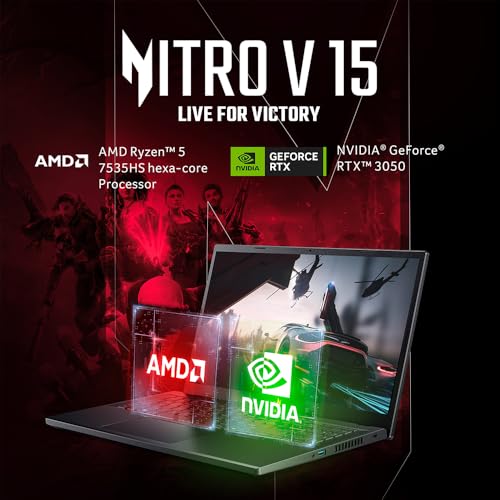 NITRO V 15
LIVE FOR VICTORY
AMD
AMD Ryzen™ 5
7535HS hexa-core
Processor
NVIDIA
GEFORCE
RTX
NVIDIA® GeForce®
RTX™ 3050
AMD
NVIDIA